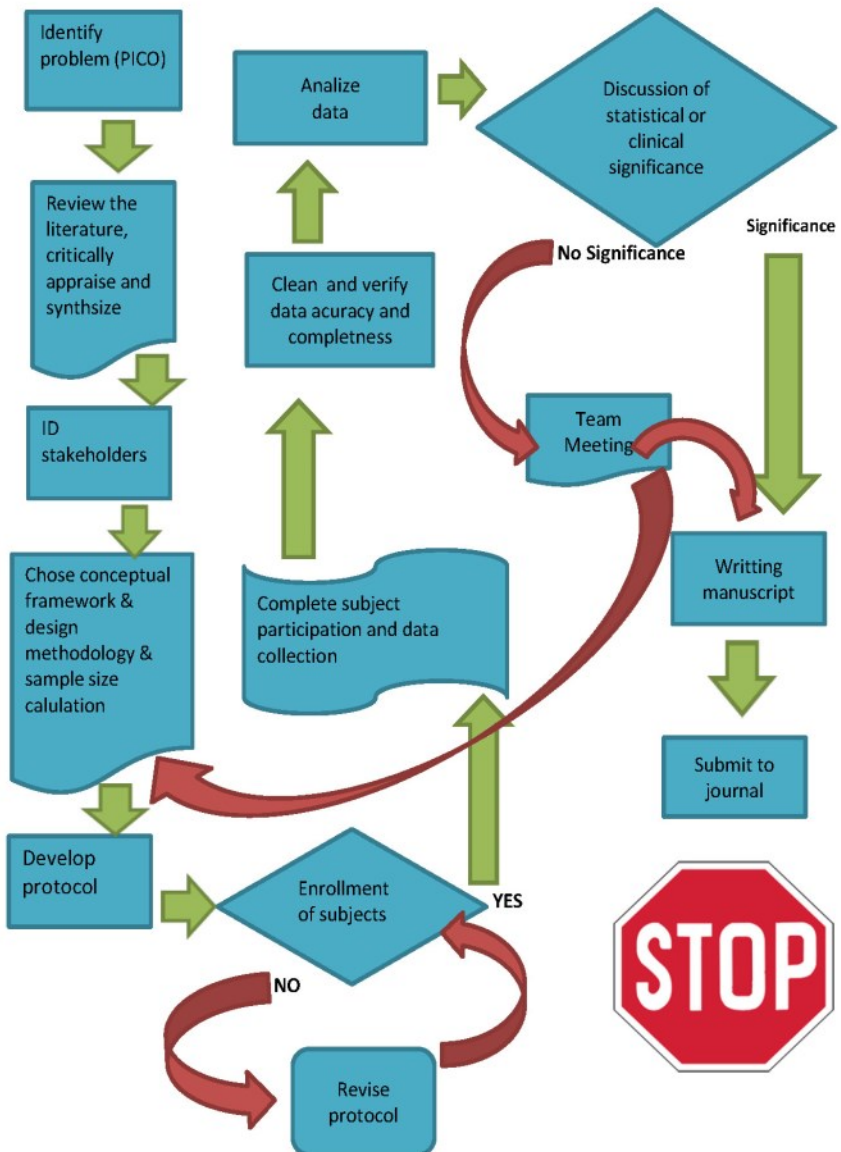 Identify
problem (PICO)
Review the
literature,
critically
appraise and
synthsize
ID
stakeholders
Chose conceptual
framework &
design
methodology &
sample size
calulation
Develop
protocol
Enrollment
of subjects
NO
Revise
protocol
YES
Complete subject
participation and data
collection
Clean and verify
data acuracy and
completness
Analize
data
Discussion of
statistical or
clinical
significance
No Significance
Team
Meeting
Significance
Writting
manuscript
Submit to
journal
STOP